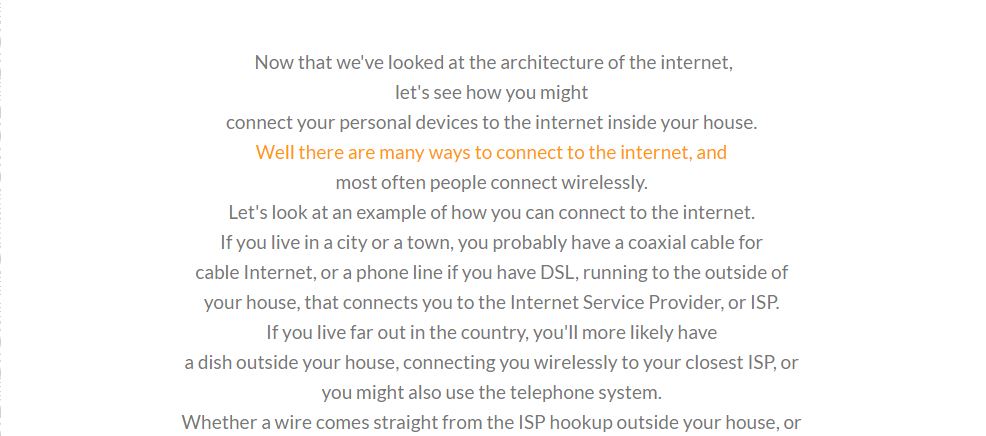 Now that we've looked at the architecture of the internet,
let's see how you might
connect your personal devices to the internet inside your house.
Well there are many ways to connect to the internet, and
most often people connect wirelessly.
Let's look at an example of how you can connect to the internet.
If you live in a city or a town, you probably have a coaxial cable for
cable Internet, or a phone line if you have DSL, running to the outside of
your house, that connects you to the Internet Service Provider, or ISP.
If you live far out in the country, you'll more likely have
a dish outside your house, connecting you wirelessly to your closest ISP, or
you might also use the telephone system.
Whether a wire comes straight from the ISP hookup outside your house, or